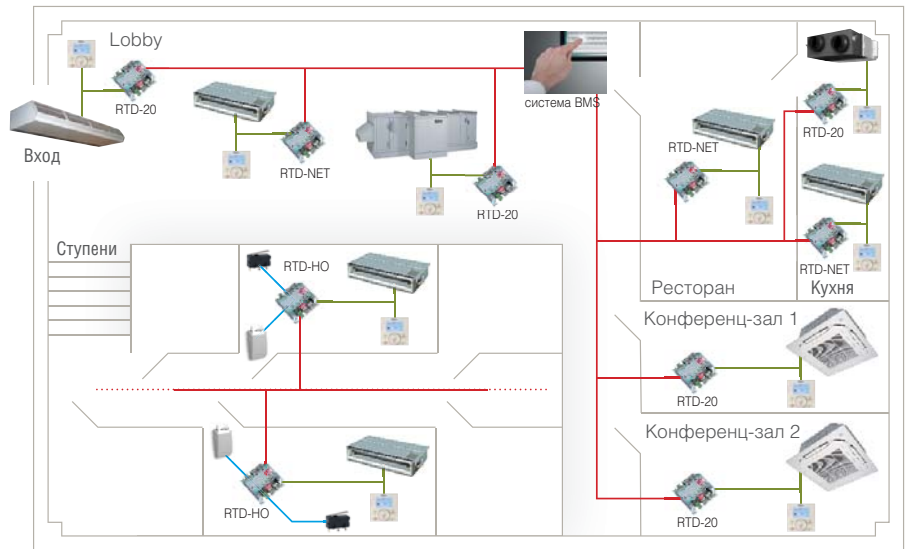 Lobby
RTD-20
Вход
RTD-NET
RTD-20
система BMS
RTD-NET
RTD-20
RTD-NET
Ресторан
Кухня
Ступени
RTD-HO
Конференц-зал 1
RTD-20
RTD-HO
Конференц-зал 2
RTD-20